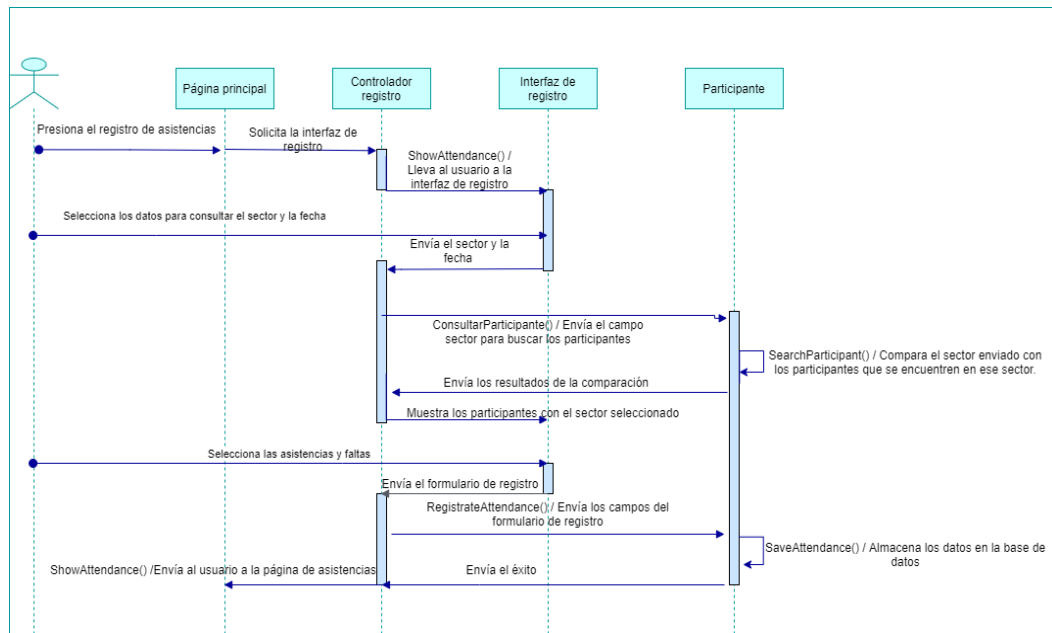 Página principal
Controlador
registro
Interfaz de
registro
Participante
Presiona el registro de asistencias
Solicita la interfaz de
registro
ShowAttendance() /
Lleva al usuario a la
interfaz de registro
Selecciona los datos para consultar el sector y la fecha
Envía el sector y la
fecha
ConsultarParticipante() / Envía el campo
sector para buscar los participantes
SearchParticipant() / Compara el sector enviado con
los participantes que se encuentren en ese sector.
Envía los resultados de la comparación
Muestra los participantes con el sector seleccionado
Selecciona las asistencias y faltas
Envía el formulario de registro
RegistrateAttendance() / Envía los campos del
formulario de registro
SaveAttendance() / Almacena los datos en la base de
datos
ShowAttendance() /Envía al usuario a la página de asistencias
Envía el éxito